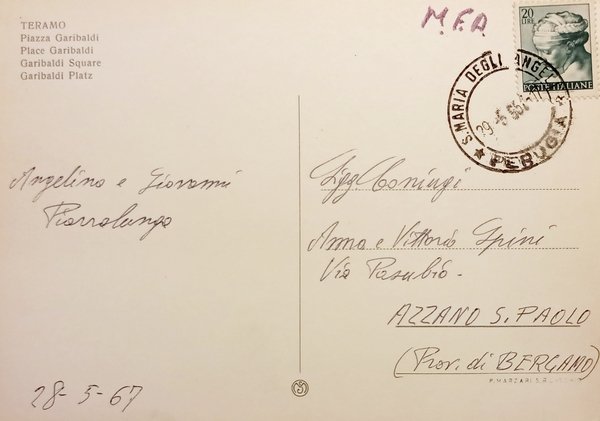 TERAMO
Piazza Garibaldi
Place Garibaldi
Garibaldi Square
Garibaldi Platz
M.F.A
20
LIRE
POSTE ITALIANE
S. MARIA DEGLI ANGELI
PERUGIA
Angelino e Giovanni
Pianolungo
28-5-67
Sigg. Coniugi
Anna e Vittorio Spini
Via Pasubio-
AZZANO S. PAOLO
(Prov. di BERGAMO)